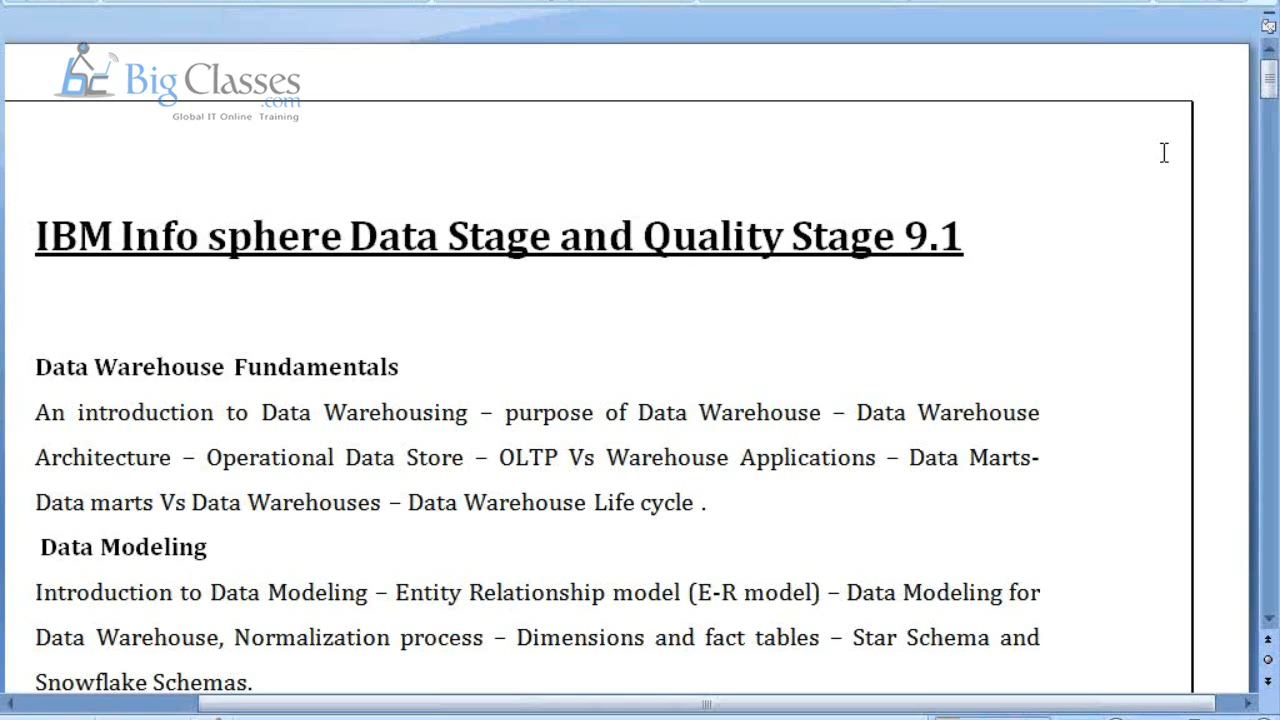 Big Classes
.com
Global IT Online Training
IBM Info sphere Data Stage and Quality Stage 9.1
Data Warehouse Fundamentals
An introduction to Data Warehousing – purpose of Data Warehouse – Data Warehouse
Architecture – Operational Data Store – OLTP Vs Warehouse Applications – Data Marts-
Data marts Vs Data Warehouses – Data Warehouse Life cycle .
Data Modeling
Introduction to Data Modeling – Entity Relationship model (E-R model) – Data Modeling for
Data Warehouse, Normalization process – Dimensions and fact tables – Star Schema and
Snowflake Schemas.